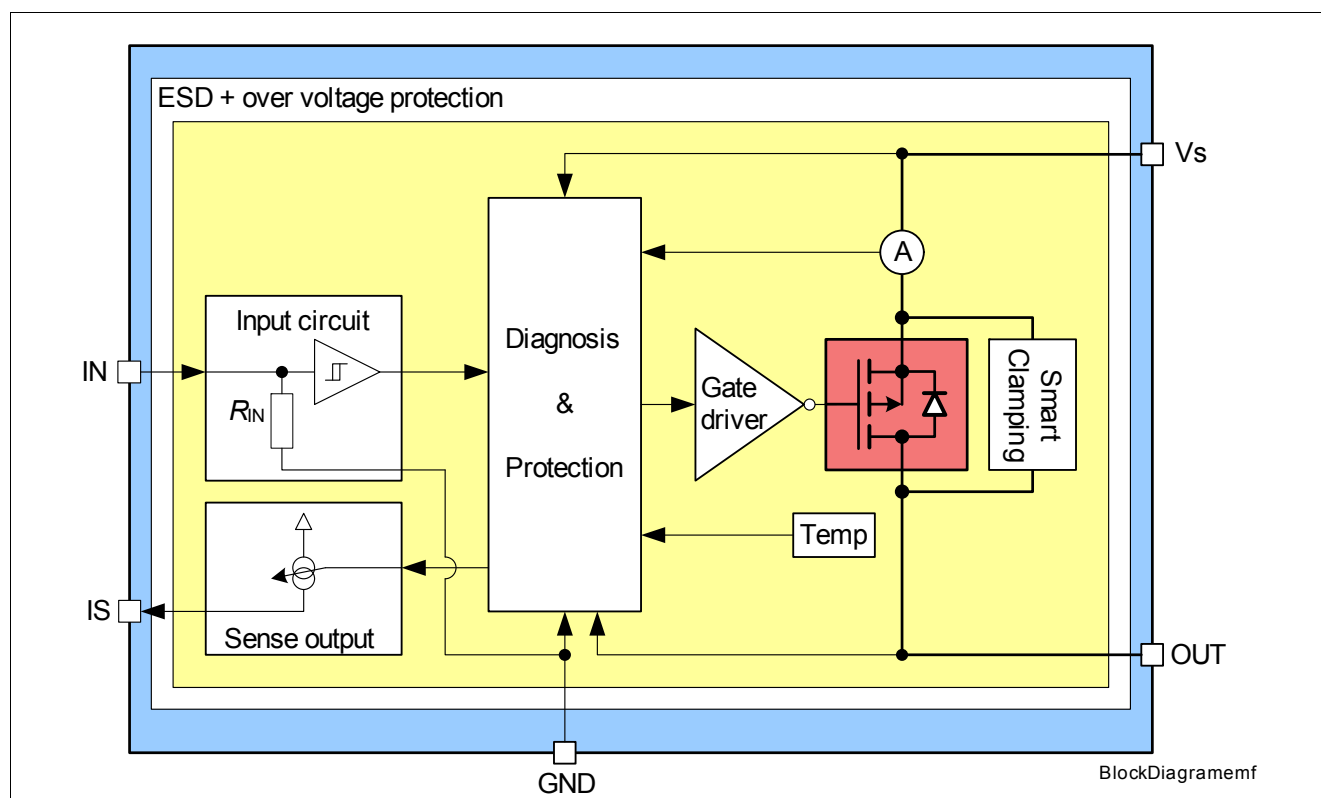 ESD + over voltage protection
Vs
A
Input circuit
IN
R_IN
Diagnosis
&
Protection
Gate
driver
Smart
Clamping
Temp
IS
Sense output
OUT
GND
BlockDiagramemf